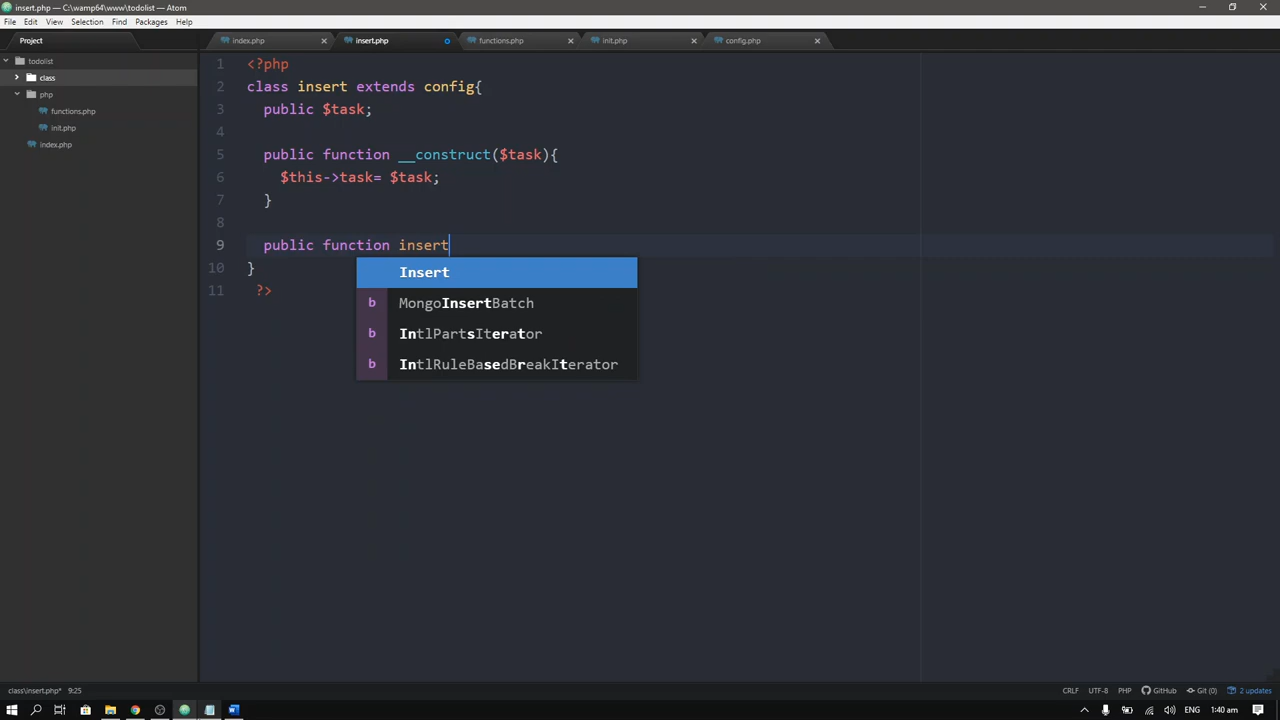 insert.php — C:\wamp64\www\todolist — Atom
File Edit View Selection Find Packages Help
Project
index.php
insert.php
functions.php
init.php
config.php
todolist
class
php
functions.php
init.php
index.php
1 <?php
2 class insert extends config{
3 public $task;
4
5 public function __construct($task){
6 $this->task= $task;
7 }
8
9 public function insert
10 }
11 ?>
Insert
b MongoInsertBatch
b IntlPartsIterator
b IntlRuleBasedBreakIterator
class\insert.php* 9:25
CRLF UTF-8 PHP GitHub Git (0) 2 updates
ENG 1:40 am